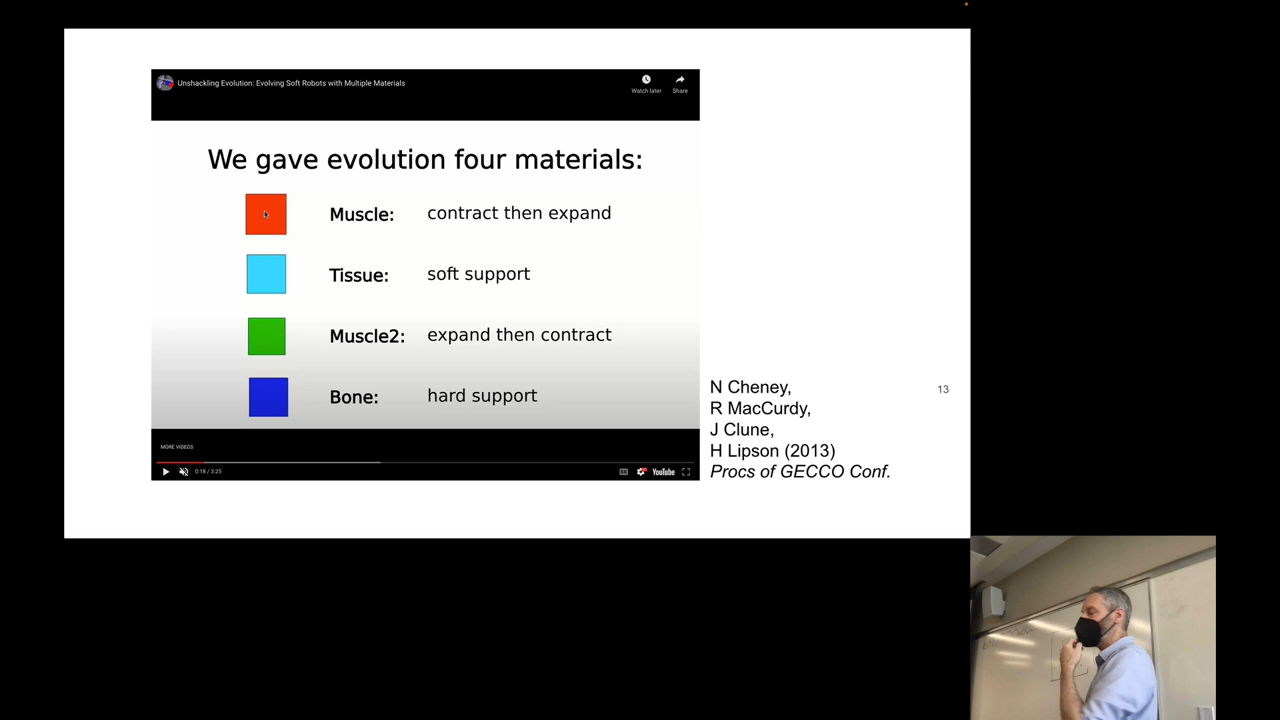 Unshackling Evolution: Evolving Soft Robots with Multiple Materials
Watch later
Share
We gave evolution four materials:
Muscle: contract then expand
Tissue: soft support
Muscle2: expand then contract
Bone: hard support
MORE VIDEOS
0:18 / 3:25
CC
YouTube
N Cheney,
R MacCurdy,
J Clune,
H Lipson (2013)
Procs of GECCO Conf.
13